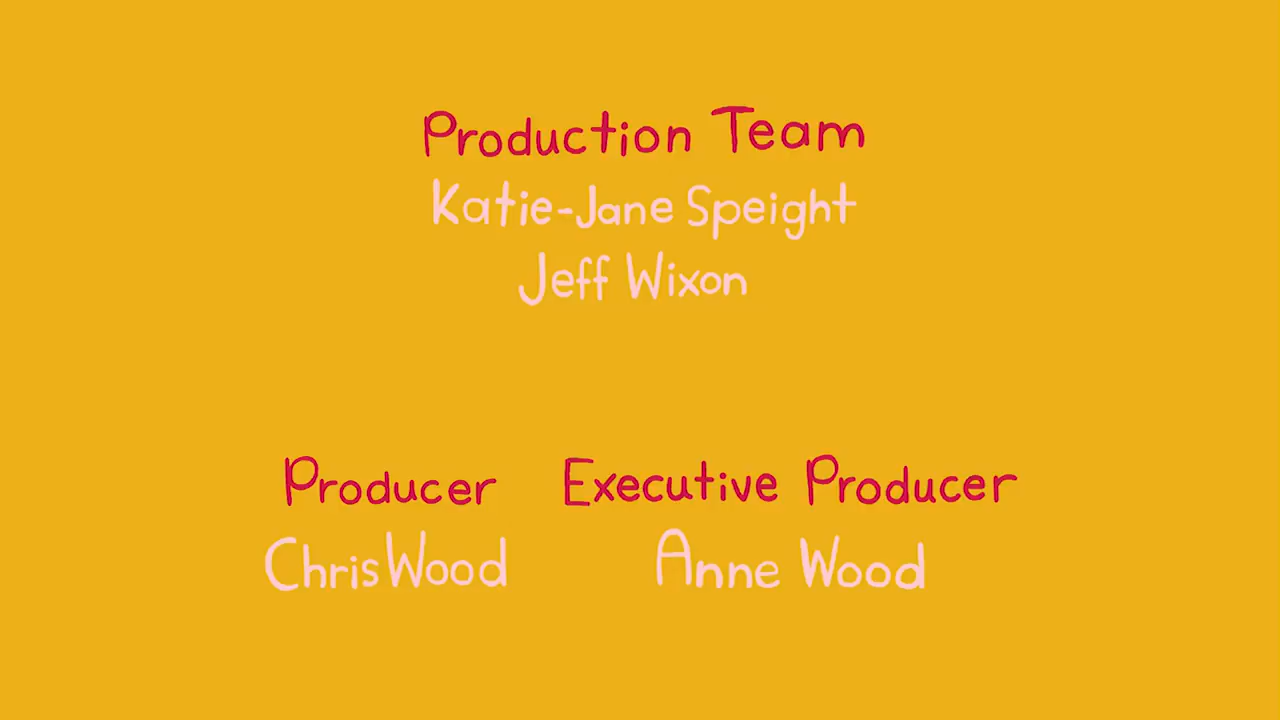 Production Team
Katie-Jane Speight
Jeff Wixon
Producer
Chris Wood
Executive Producer
Anne Wood